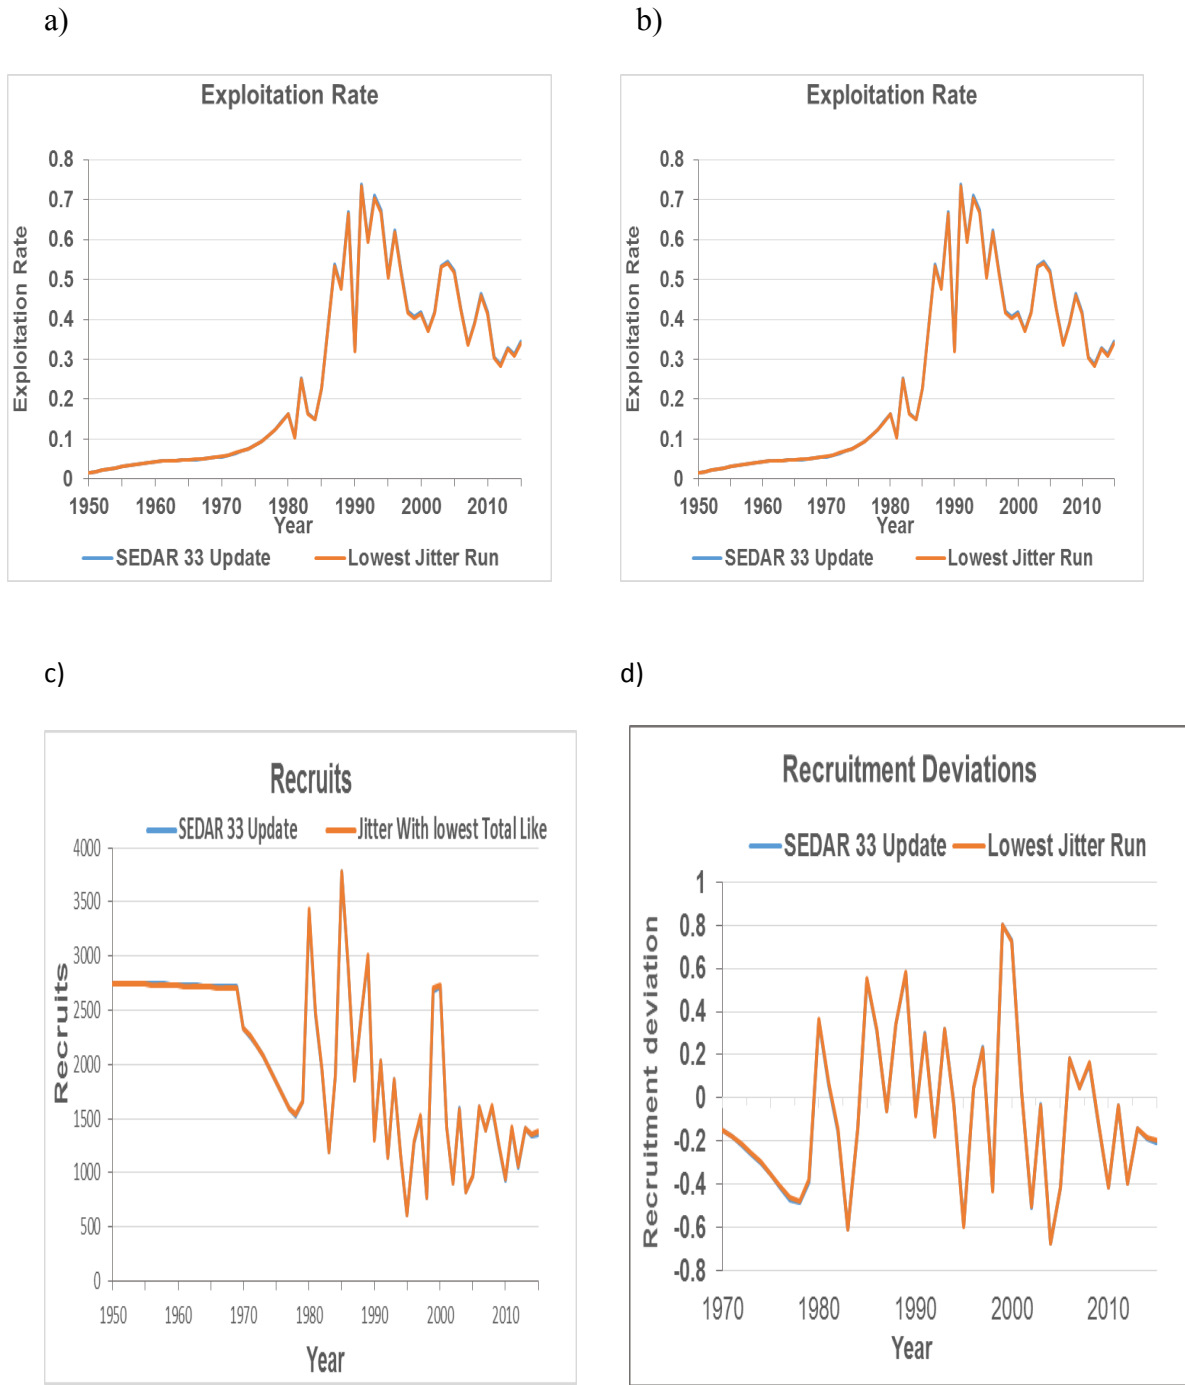 a)
b)
Exploitation Rate
0.8
0.7
0.6
0.5
0.4
0.3
0.2
0.1
0
Exploitation Rate
1950 1960 1970 1980 1990 2000 2010
Year
SEDAR 33 Update Lowest Jitter Run
Exploitation Rate
0.8
0.7
0.6
0.5
0.4
0.3
0.2
0.1
0
Exploitation Rate
1950 1960 1970 1980 1990 2000 2010
Year
SEDAR 33 Update Lowest Jitter Run
c)
d)
Recruits
SEDAR 33 Update Jitter With lowest Total Like
4000
3500
3000
2500
2000
1500
1000
500
0
Recruits
1950 1960 1970 1980 1990 2000 2010
Year
Recruitment Deviations
SEDAR 33 Update Lowest Jitter Run
1
0.8
0.6
0.4
0.2
0
-0.2
-0.4
-0.6
-0.8
Recruitment deviation
1970 1980 1990 2000 2010
Year